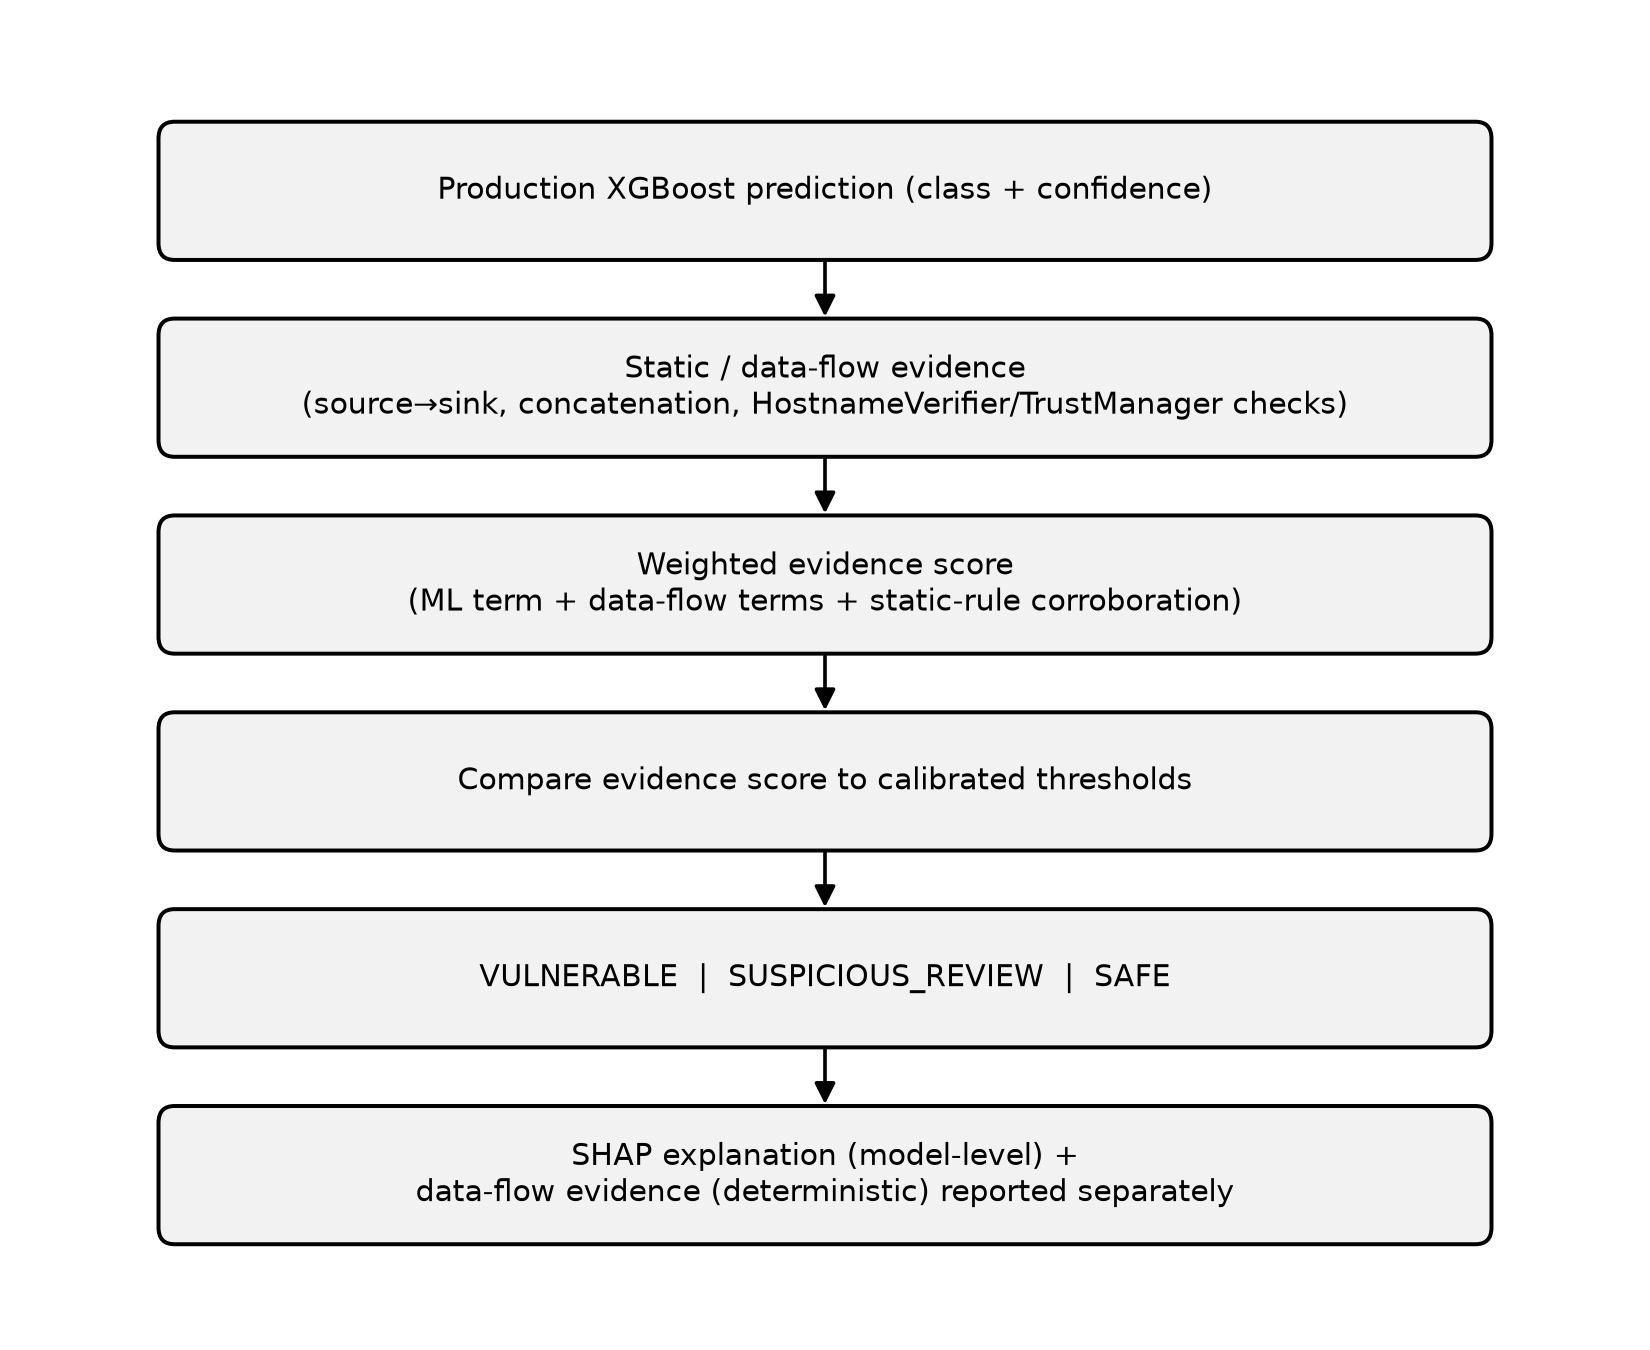 Production XGBoost prediction (class + confidence)
Static / data-flow evidence
(source→sink, concatenation, HostnameVerifier/TrustManager checks)
Weighted evidence score
(ML term + data-flow terms + static-rule corroboration)
Compare evidence score to calibrated thresholds
VULNERABLE | SUSPICIOUS_REVIEW | SAFE
SHAP explanation (model-level) +
data-flow evidence (deterministic) reported separately